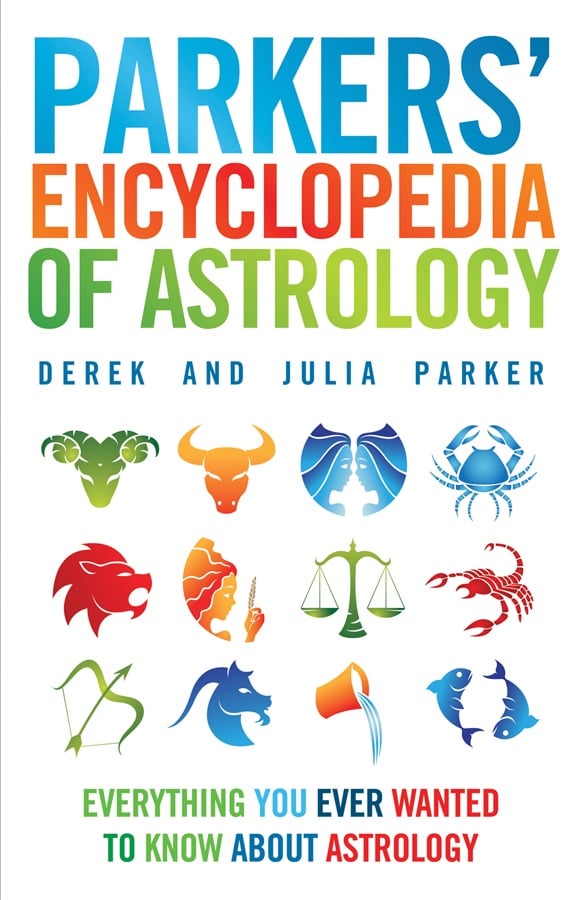 PARKERS’
ENCYCLOPEDIA
OF ASTROLOGY
DEREK AND JULIA PARKER
EVERYTHING YOU EVER WANTED
TO KNOW ABOUT ASTROLOGY